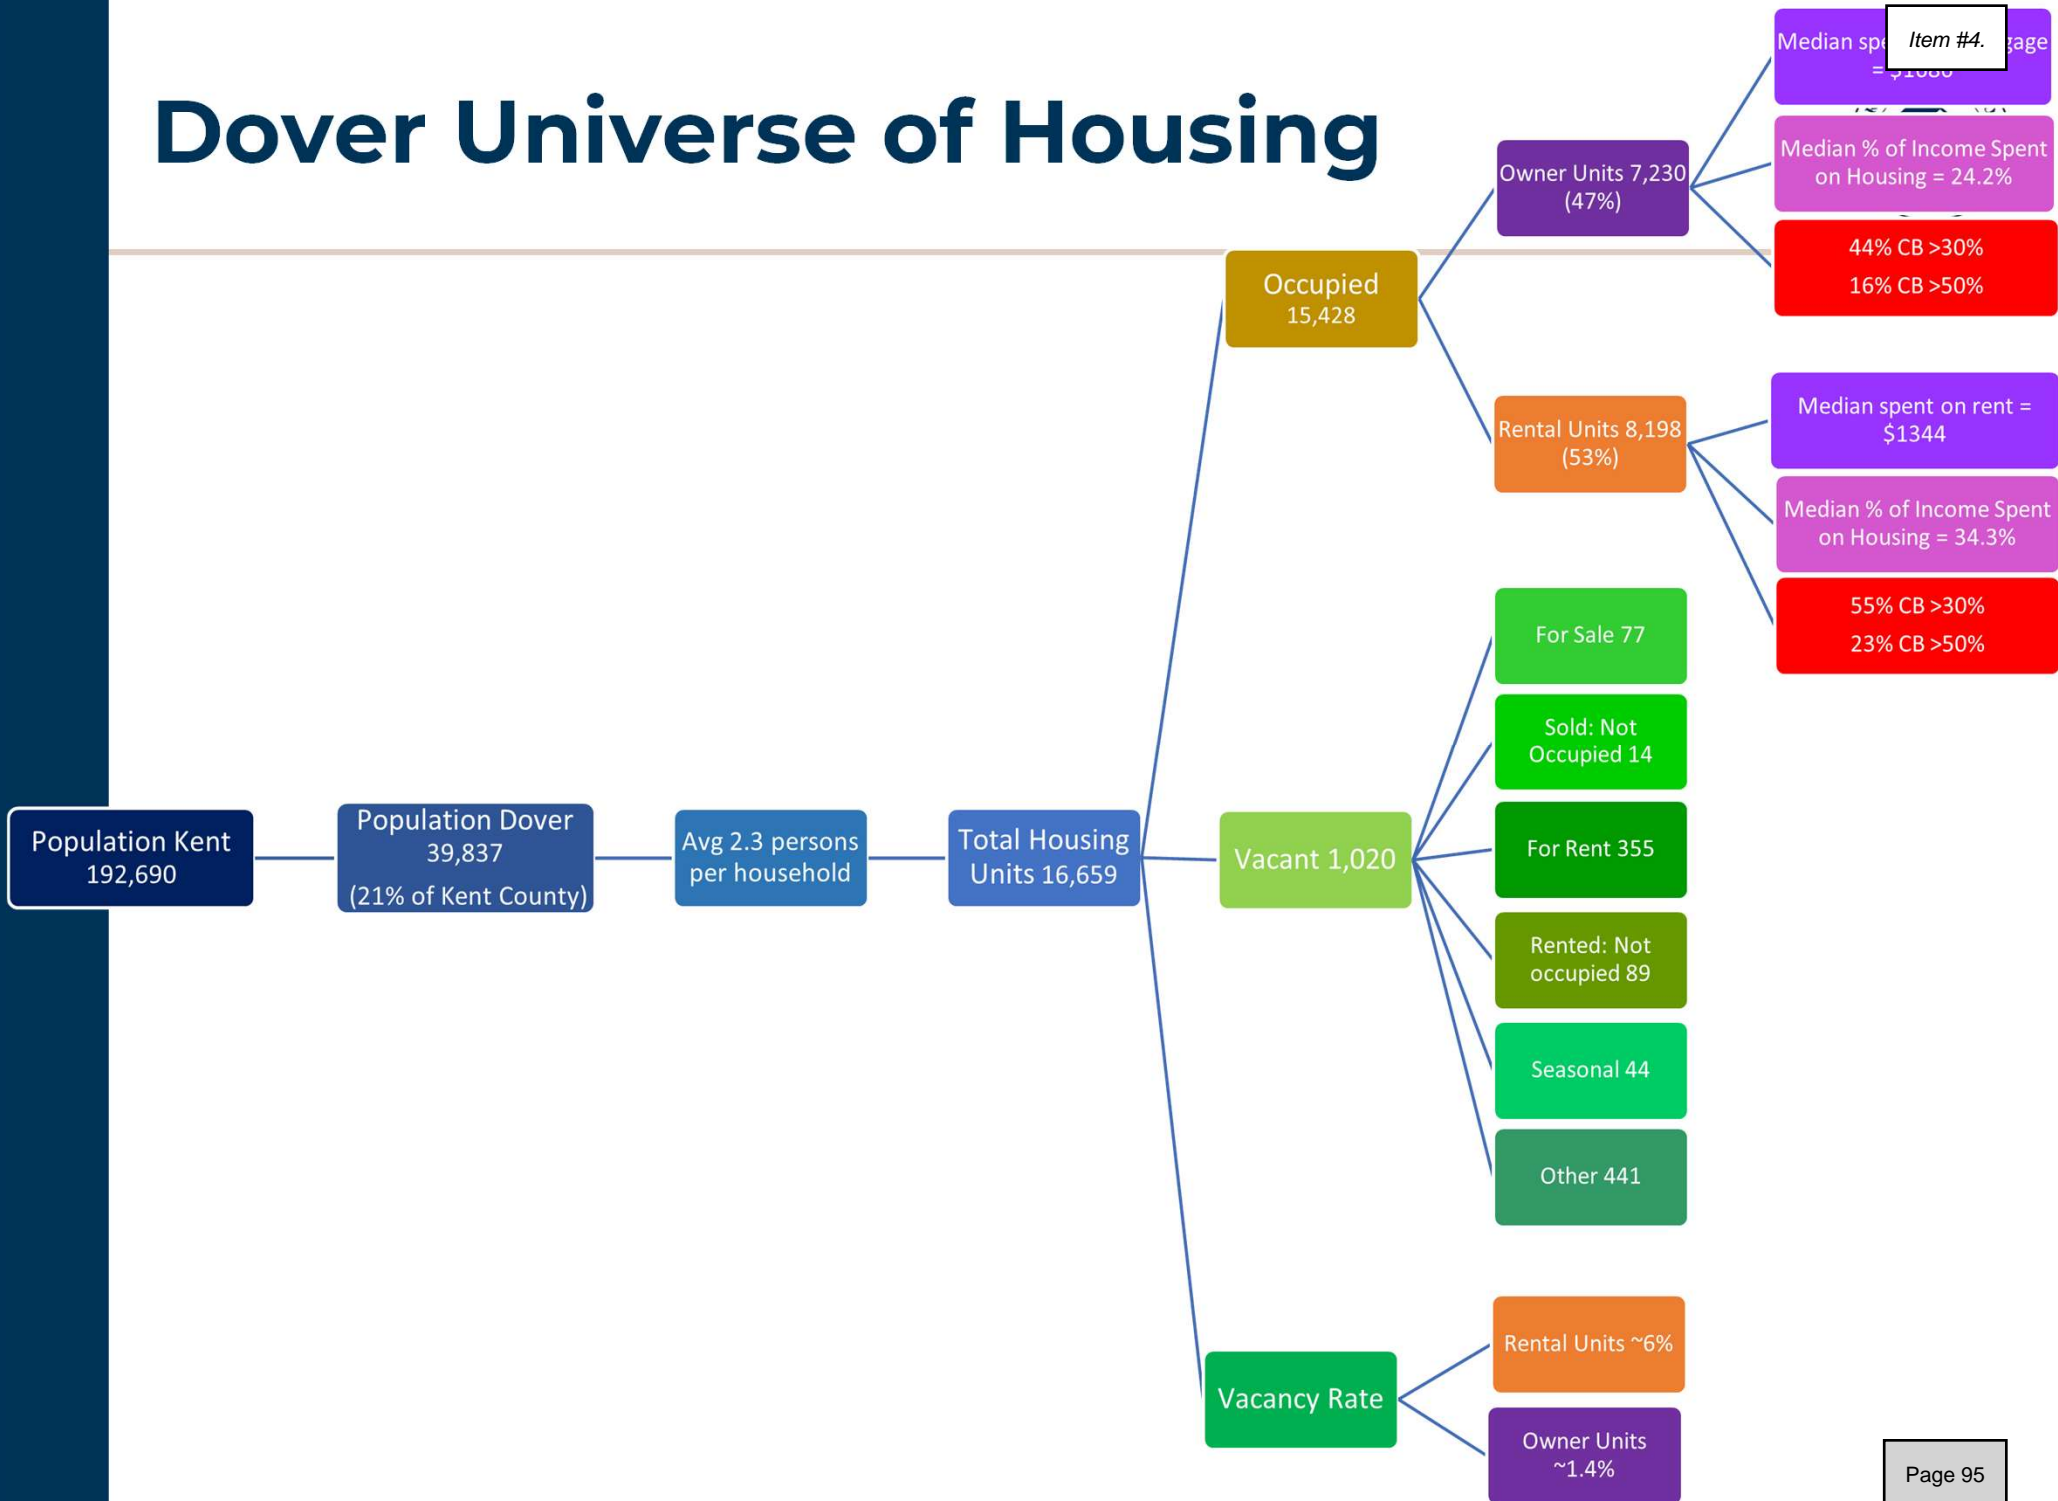 Item #4.
Dover Universe of Housing
Median gage
=
Median % of Income Spent
on Housing = 24.2%
44% CB >30%
16% CB >50%
Owner Units 7,230
(47%)
Occupied
15,428
Rental Units 8,198
(53%)
Median spent on rent =
$1344
Median % of Income Spent
on Housing = 34.3%
55% CB >30%
23% CB >50%
For Sale 77
Sold: Not
Occupied 14
For Rent 355
Rented: Not
occupied 89
Seasonal 44
Other 441
Population Kent
192,690
Population Dover
39,837
(21% of Kent County)
Avg 2.3 persons
per household
Total Housing
Units 16,659
Vacant 1,020
Vacancy Rate
Rental Units ~6%
Owner Units
~1.4%
Page 95